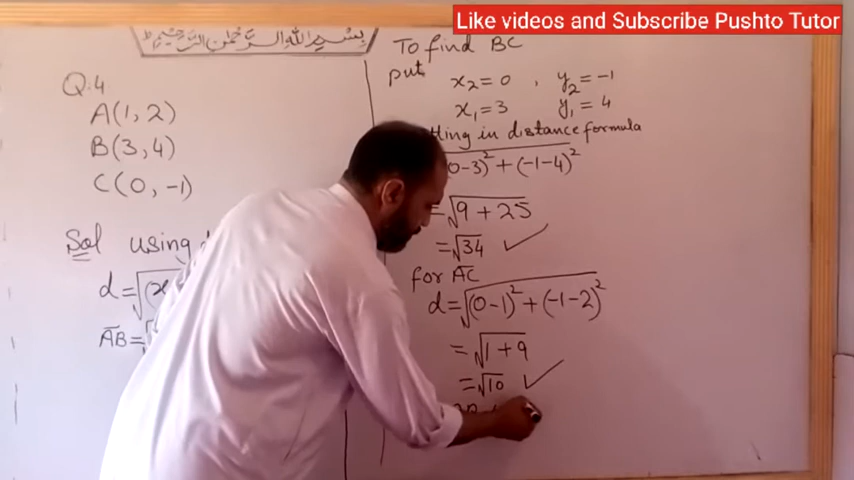 Like videos and Subscribe Pushto Tutor
بسم الله الرحمن الرحيم
Q.4
A(1, 2)
B(3, 4)
C(0, -1)
Sol using
d=√(x
AB=√
To find BC
put
x₂=0 , y₂=-1
x₁=3 y₁=4
in distance formula
(0-3)²+(-1-4)²
=√9+25
=√34 ✓
for AC
d=√(0-1)²+(-1-2)²
=√1+9
=√10 ✓